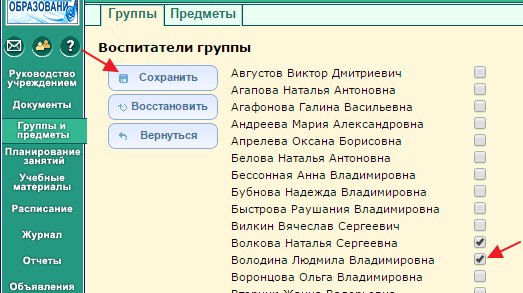 ОБРАЗОВАНИ
Группы
Предметы
?
Воспитатели группы
Руководство
учреждением
Документы
Группы и
предметы
Планирование
занятий
Учебные
материалы
Расписание
Журнал
Отчеты
Объявления
Сохранить
Восстановить
Вернуться
Августов Виктор Дмитриевич
Агапова Наталья Антоновна
Агафонова Галина Васильевна
Андреева Мария Александровна
Апрелева Оксана Борисовна
Белова Наталья Антоновна
Бессонная Анна Владимировна
Бубнова Надежда Владимировна
Быстрова Раушания Владимировна
Вилкин Вячеслав Сергеевич
Волкова Наталья Сергеевна
Володина Людмила Владимировна
Воронцова Ольга Владимировна